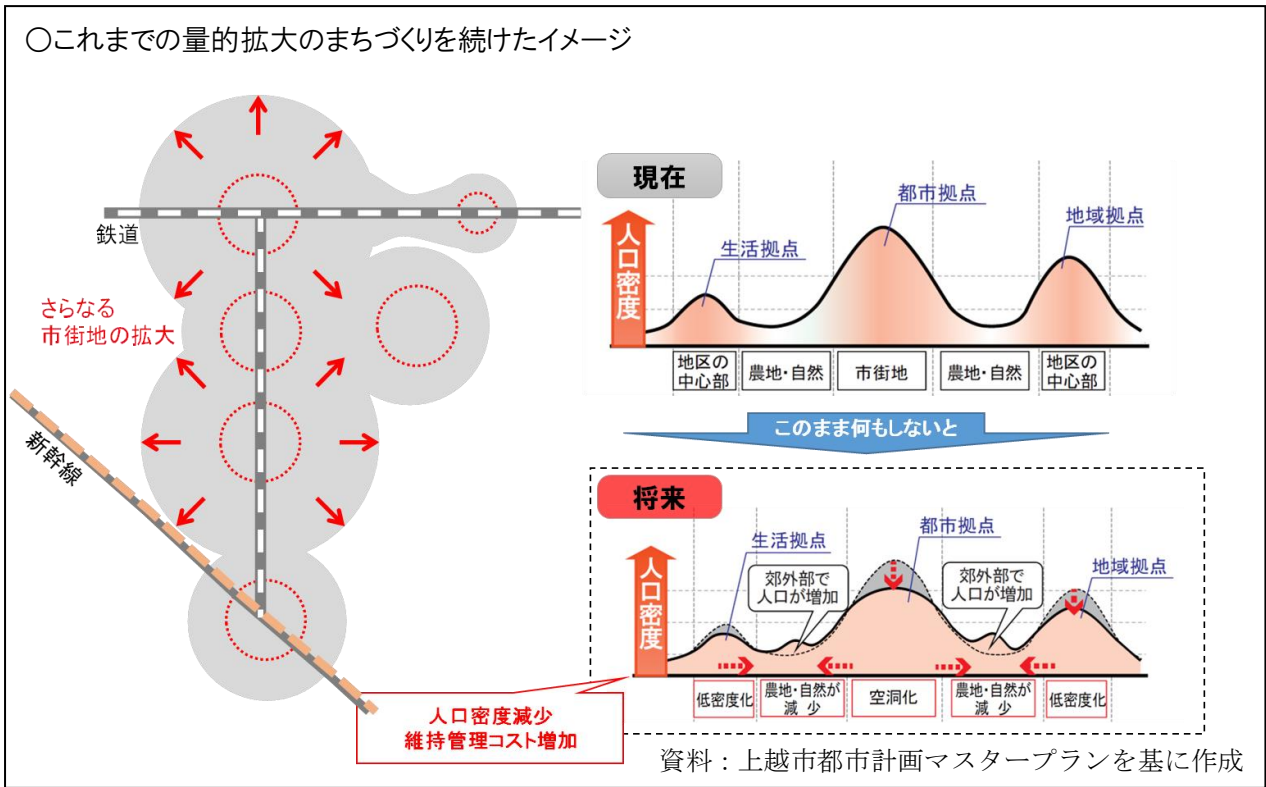 ○これまでの量的拡大のまちづくりを続けたイメージ
鉄道
さらなる
市街地の拡大
新幹線
現在
人口密度
生活拠点
都市拠点
地域拠点
地区の
中心部
農地・自然
市街地
農地・自然
地区の
中心部
このまま何もしないと
将来
人口密度
生活拠点
郊外部で
人口が増加
都市拠点
郊外部で
人口が増加
地域拠点
低密度化
農地・自然が
減少
空洞化
農地・自然が
減少
低密度化
人口密度減少
維持管理コスト増加
資料：上越市都市計画マスタープランを基に作成